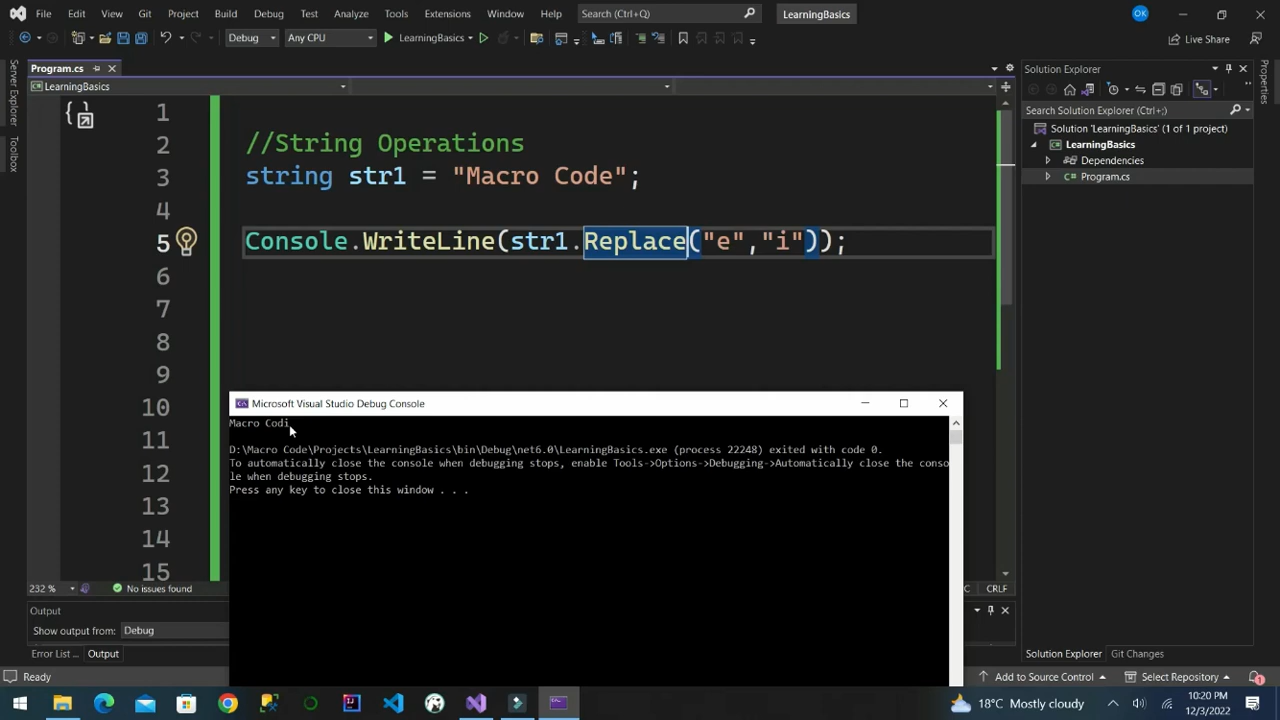 File Edit View Git Project Build Debug Test Analyze Tools Extensions Window Help Search (Ctrl+Q) LearningBasics OK
Debug Any CPU LearningBasics Live Share
Server Explorer
Toolbox
Program.cs
LearningBasics
1
2 //String Operations
3 string str1 = "Macro Code";
4
5 Console.WriteLine(str1.Replace("e","i"));
6
7
8
9
10
11
12
13
14
15
Solution Explorer
Search Solution Explorer (Ctrl+;)
Solution 'LearningBasics' (1 of 1 project)
LearningBasics
Dependencies
Program.cs
Properties
Microsoft Visual Studio Debug Console
Macro Codi
D:\Macro Code\Projects\LearningBasics\bin\Debug\net6.0\LearningBasics.exe (process 22248) exited with code 0.
To automatically close the console when debugging stops, enable Tools->Options->Debugging->Automatically close the conso
le when debugging stops.
Press any key to close this window . . .
232 % No issues found CRLF
Output
Show output from: Debug
Error List ... Output
Solution Explorer Git Changes
Ready Add to Source Control Select Repository
18°C Mostly cloudy
10:20 PM
12/3/2022